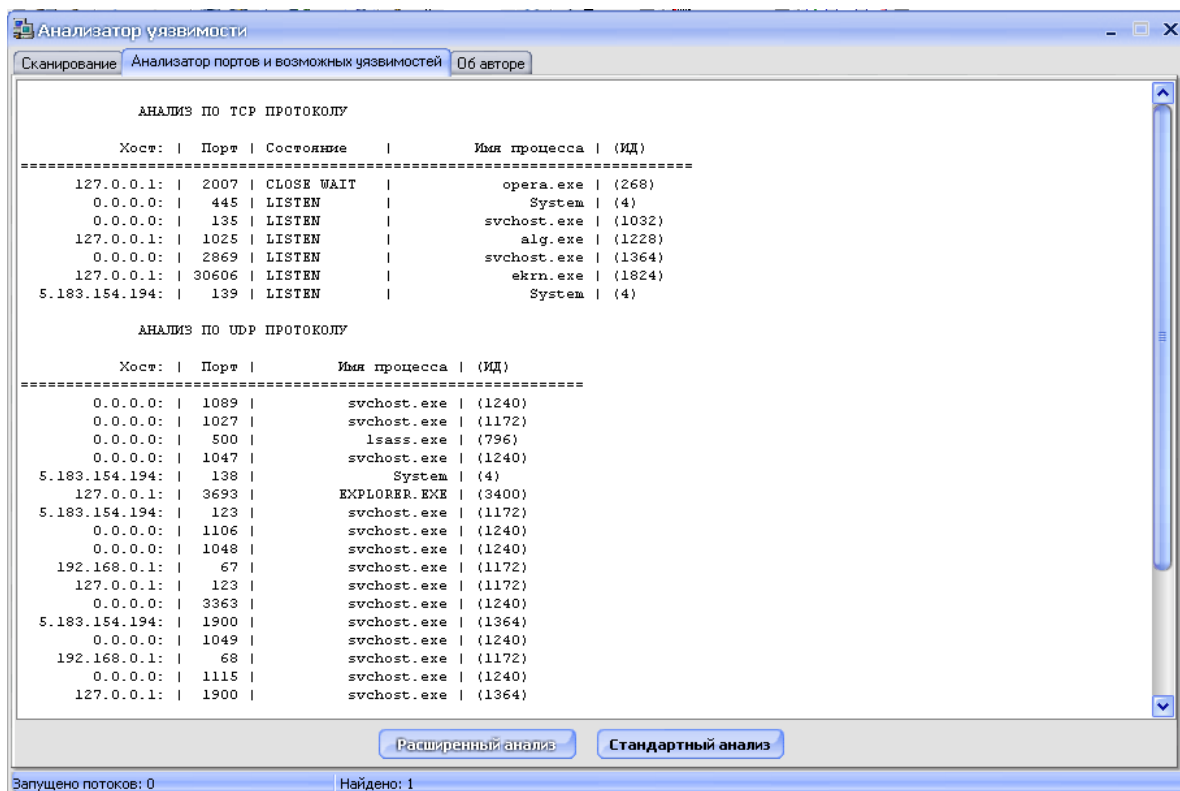 Анализатор уязвимости
Сканирование Анализатор портов и возможных уязвимостей Об авторе
АНАЛИЗ ПО TCP ПРОТОКОЛУ
Хост: | Порт | Состояние | Имя процесса | (ИД)
===========================================================================
127.0.0.1: | 2007 | CLOSE WAIT | opera.exe | (268)
0.0.0.0: | 445 | LISTEN | System | (4)
0.0.0.0: | 135 | LISTEN | svchost.exe | (1032)
127.0.0.1: | 1025 | LISTEN | alg.exe | (1228)
0.0.0.0: | 2869 | LISTEN | svchost.exe | (1364)
127.0.0.1: | 30606 | LISTEN | ekrn.exe | (1824)
5.183.154.194: | 139 | LISTEN | System | (4)
АНАЛИЗ ПО UDP ПРОТОКОЛУ
Хост: | Порт | Имя процесса | (ИД)
===============================================================
0.0.0.0: | 1089 | svchost.exe | (1240)
0.0.0.0: | 1027 | svchost.exe | (1172)
0.0.0.0: | 500 | lsass.exe | (796)
0.0.0.0: | 1047 | svchost.exe | (1240)
5.183.154.194: | 138 | System | (4)
127.0.0.1: | 3693 | EXPLORER.EXE | (3400)
5.183.154.194: | 123 | svchost.exe | (1172)
0.0.0.0: | 1106 | svchost.exe | (1240)
0.0.0.0: | 1048 | svchost.exe | (1240)
192.168.0.1: | 67 | svchost.exe | (1172)
127.0.0.1: | 123 | svchost.exe | (1172)
0.0.0.0: | 3363 | svchost.exe | (1240)
5.183.154.194: | 1900 | svchost.exe | (1364)
0.0.0.0: | 1049 | svchost.exe | (1240)
192.168.0.1: | 68 | svchost.exe | (1172)
0.0.0.0: | 1115 | svchost.exe | (1240)
127.0.0.1: | 1900 | svchost.exe | (1364)
Расширенный анализ Стандартный анализ
Запущено потоков: 0 Найдено: 1